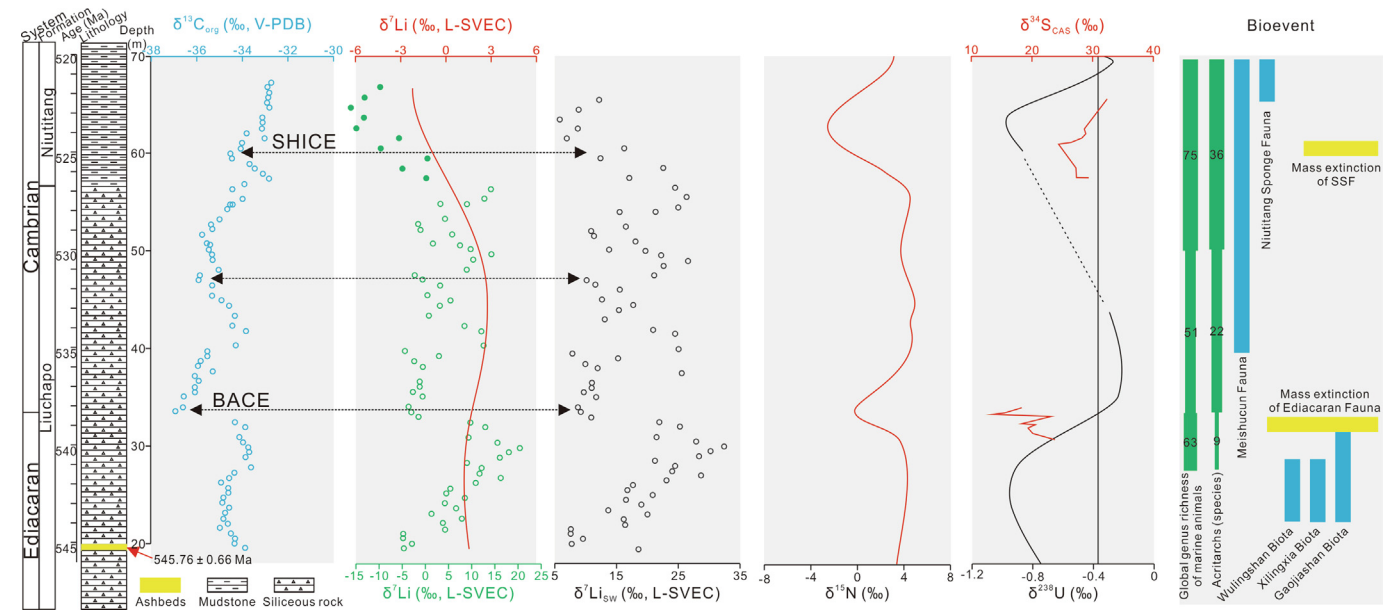 System
Formation
Age (Ma)
Lithology
Depth
(m)
δ¹³Corg (‰, V-PDB)
-38 -36 -34 -32 -30
δ⁷Li (‰, L-SVEC)
-6 -3 0 3 6
δ³⁴SCAS (‰)
10 20 30 40
Bioevent
70
60
50
40
30
20
520
525
530
535
540
545
Niutitang
Liuchapo
Cambrian
Ediacaran
SHICE
BACE
545.76 ± 0.66 Ma
Ashbeds
Mudstone
Siliceous rock
-15 -10 -5 0 5 10 15 20 25
δ⁷Li (‰, L-SVEC)
5 15 25 35
δ⁷LiSW (‰, L-SVEC)
-8 -4 0 4 8
δ¹⁵N (‰)
-1.2 -0.8 -0.4 0
δ²³⁸U (‰)
75
51
63
36
22
9
Global genus richness
of marine animals
Acritarchs (species)
Meishucun Fauna
Niutitang Sponge Fauna
Mass extinction
of SSF
Mass extinction
of Ediacaran Fauna
Wulingshan Biota
Xilingxia Biota
Gaojiashan Biota